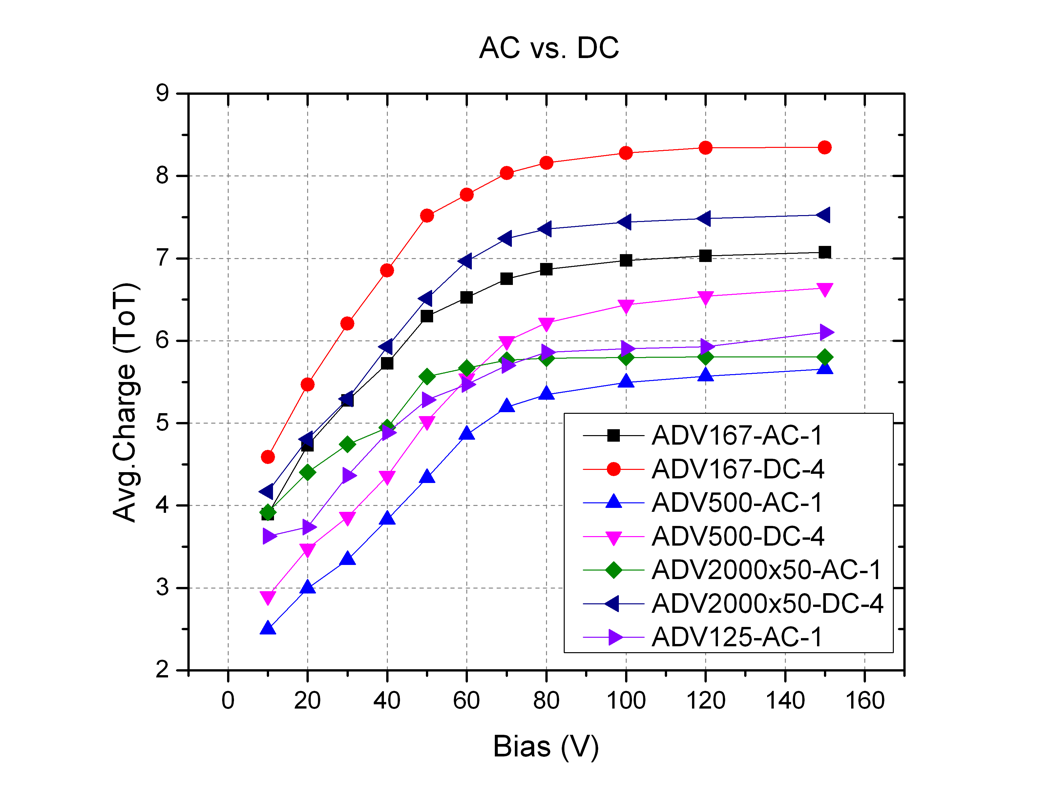 AC vs. DC
9
8
7
6
5
4
3
2
Avg.Charge (ToT)
ADV167-AC-1
ADV167-DC-4
ADV500-AC-1
ADV500-DC-4
ADV2000x50-AC-1
ADV2000x50-DC-4
ADV125-AC-1
0 20 40 60 80 100 120 140 160
Bias (V)